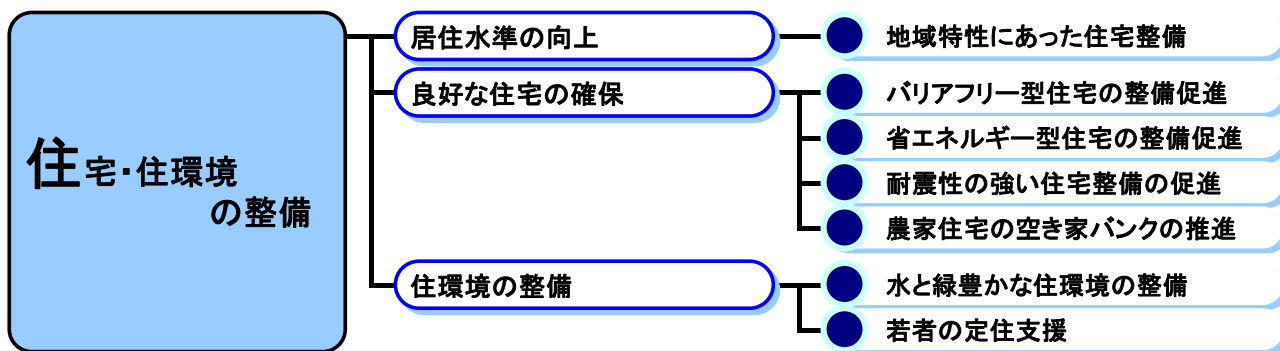 住宅・住環境
の整備
居住水準の向上
地域特性にあった住宅整備
良好な住宅の確保
バリアフリー型住宅の整備促進
省エネルギー型住宅の整備促進
耐震性の強い住宅整備の促進
農家住宅の空き家バンクの推進
住環境の整備
水と緑豊かな住環境の整備
若者の定住支援